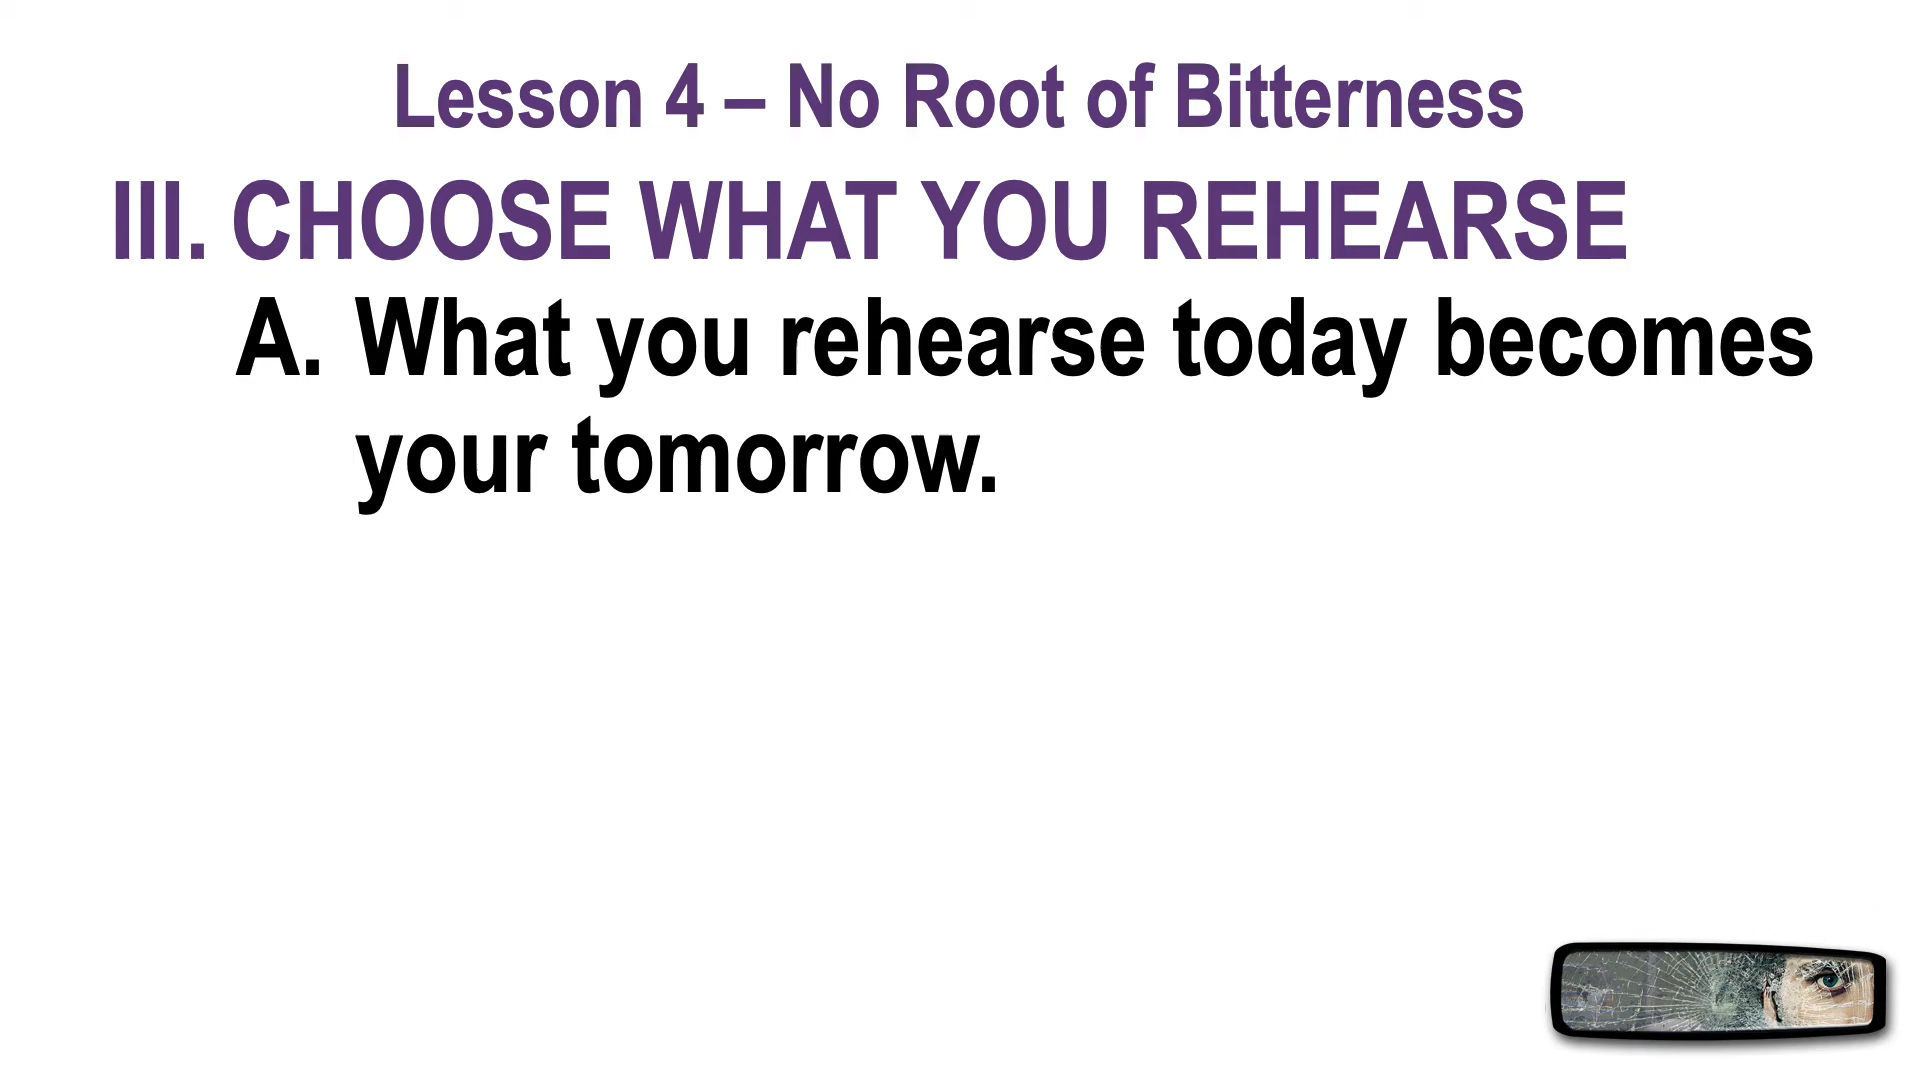 Lesson 4 – No Root of Bitterness
III. CHOOSE WHAT YOU REHEARSE
A. What you rehearse today becomes
your tomorrow.